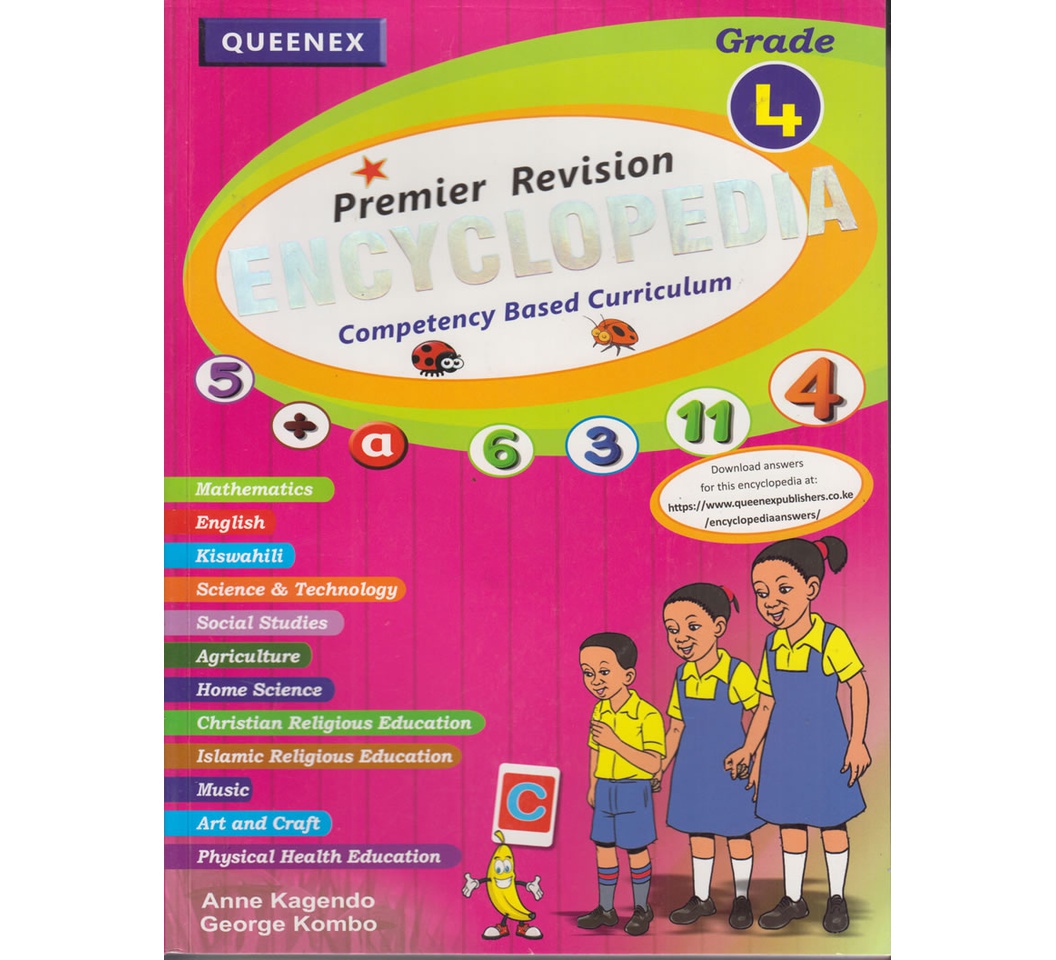 QUEENEX
Grade
4
Premier Revision
ENCYCLOPEDIA
Competency Based Curriculum
5
+
a
6
3
11
4
Download answers
for this encyclopedia at:
https://www.queenexpublishers.co.ke
/encyclopediaanswers/
Mathematics
English
Kiswahili
Science & Technology
Social Studies
Agriculture
Home Science
Christian Religious Education
Islamic Religious Education
Music
Art and Craft
Physical Health Education
C
Anne Kagendo
George Kombo